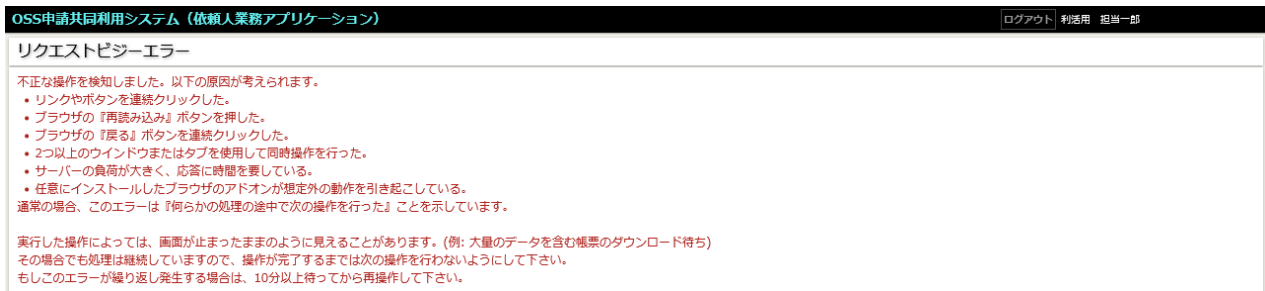 OSS申請共同利用システム（依頼人業務アプリケーション） ログアウト 利活用 担当一郎
リクエストビジーエラー
不正な操作を検知しました。以下の原因が考えられます。
• リンクやボタンを連続クリックした。
• ブラウザの『再読み込み』ボタンを押した。
• ブラウザの『戻る』ボタンを連続クリックした。
• 2つ以上のウインドウまたはタブを使用して同時操作を行った。
• サーバーの負荷が大きく、応答に時間を要している。
• 任意にインストールしたブラウザのアドオンが想定外の動作を引き起こしている。
通常の場合、このエラーは『何らかの処理の途中で次の操作を行った』ことを示しています。
実行した操作によっては、画面が止まったままのように見えることがあります。(例: 大量のデータを含む帳票のダウンロード待ち)
その場合でも処理は継続していますので、操作が完了するまでは次の操作を行わないようにして下さい。
もしこのエラーが繰り返し発生する場合は、10分以上待ってから再操作して下さい。